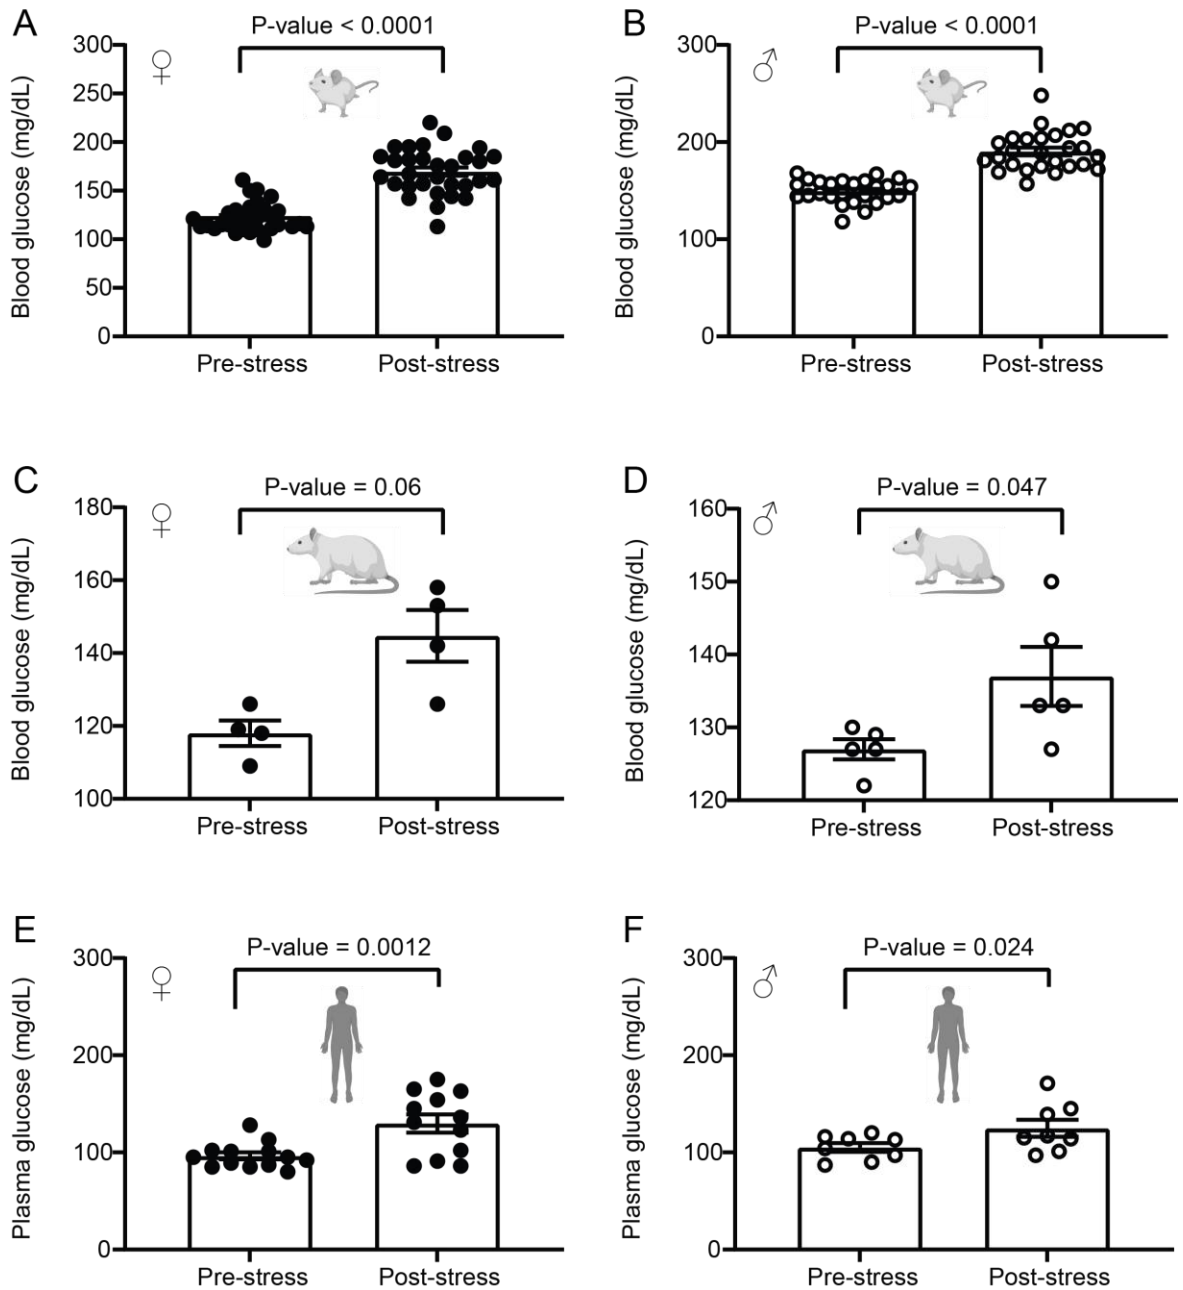 A
P-value < 0.0001
♀
Blood glucose (mg/dL)
300
250
200
150
100
50
0
Pre-stress Post-stress
B
P-value < 0.0001
♂
Blood glucose (mg/dL)
300
200
100
0
Pre-stress Post-stress
C
P-value = 0.06
♀
Blood glucose (mg/dL)
180
160
140
120
100
Pre-stress Post-stress
D
P-value = 0.047
♂
Blood glucose (mg/dL)
160
150
140
130
120
Pre-stress Post-stress
E
P-value = 0.0012
♀
Plasma glucose (mg/dL)
300
200
100
0
Pre-stress Post-stress
F
P-value = 0.024
♂
Plasma glucose (mg/dL)
300
200
100
0
Pre-stress Post-stress